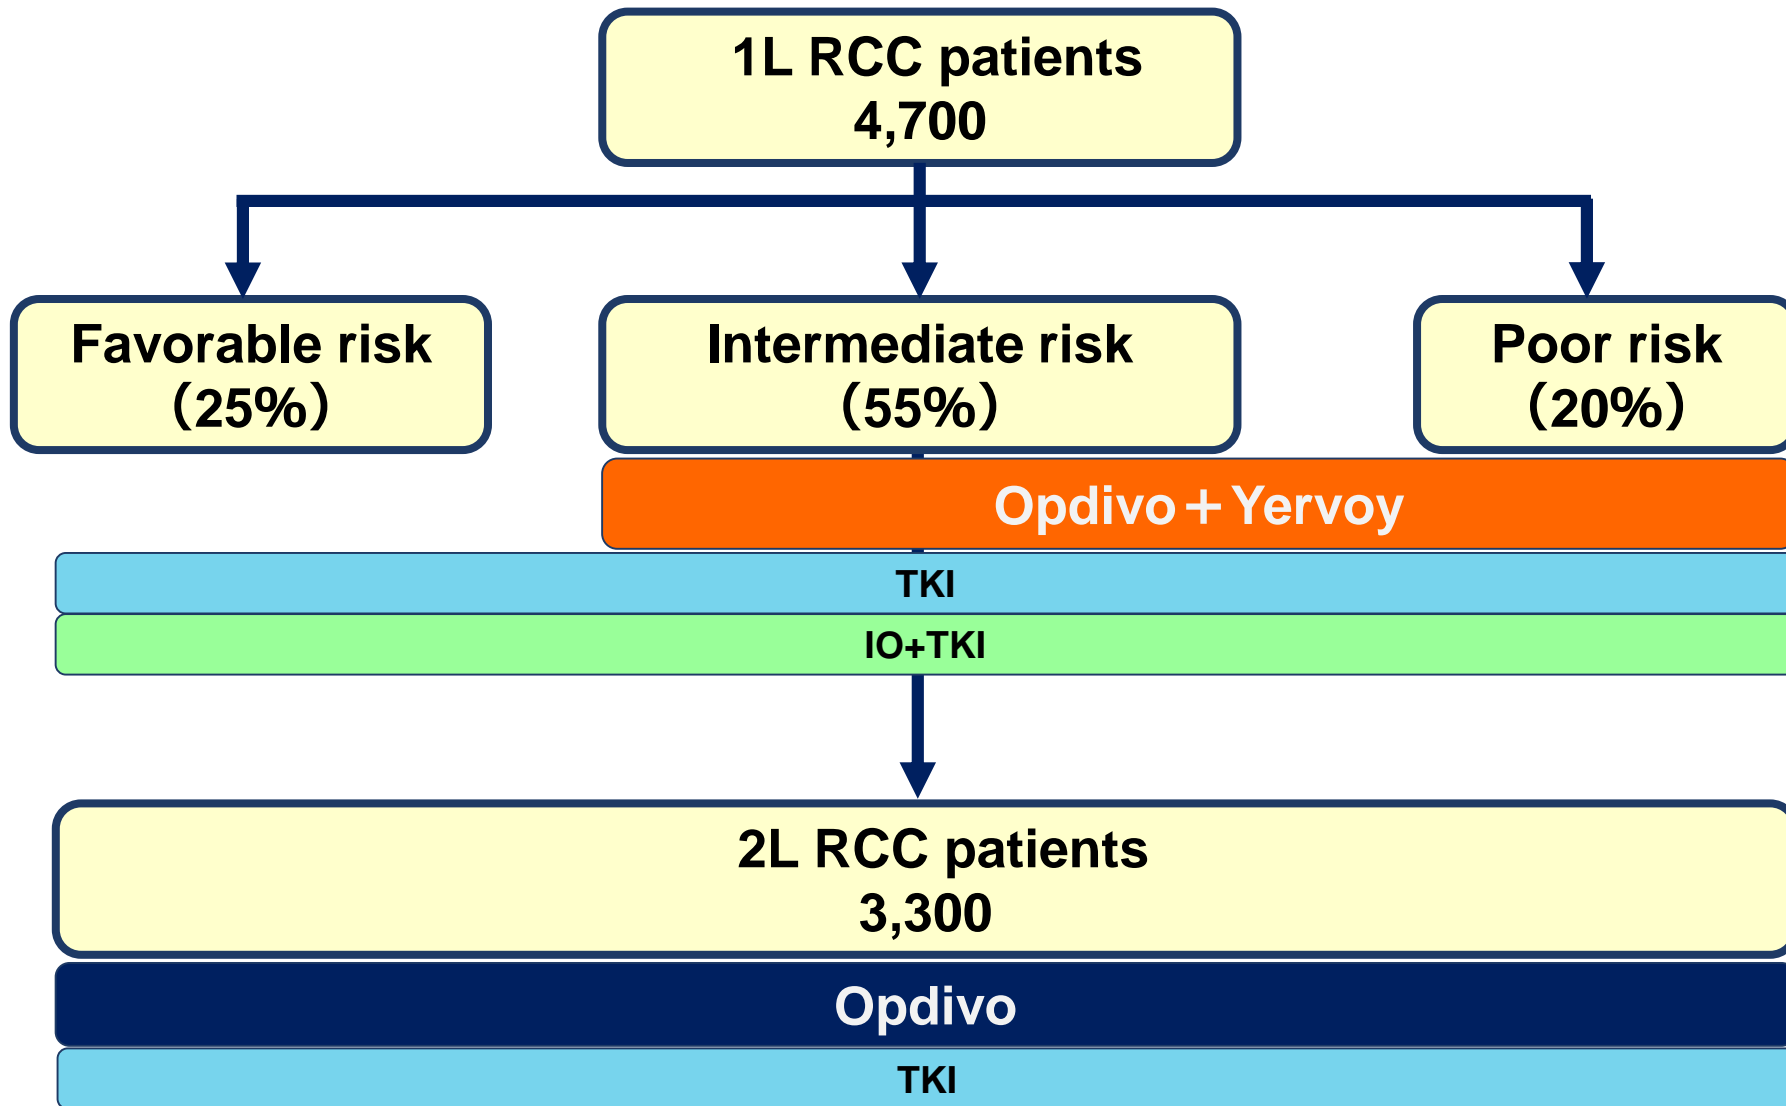 1L RCC patients
4,700
Favorable risk
（25%）
Intermediate risk
（55%）
Poor risk
（20%）
Opdivo＋Yervoy
TKI
IO+TKI
2L RCC patients
3,300
Opdivo
TKI